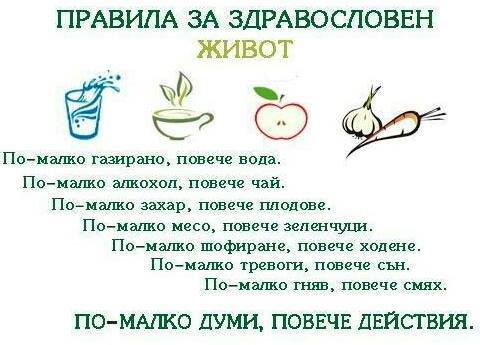 ПРАВИЛА ЗА ЗДРАВОСЛОВЕН
ЖИВОТ
По-малко газирано, повече вода.
По-малко алкохол, повече чай.
По-малко захар, повече плодове.
По-малко месо, повече зеленчуци.
По-малко шофиране, повече ходене.
По-малко тревоги, повече сън.
По-малко гняв, повече смях.
ПО-МАЛКО ДУМИ, ПОВЕЧЕ ДЕЙСТВИЯ.